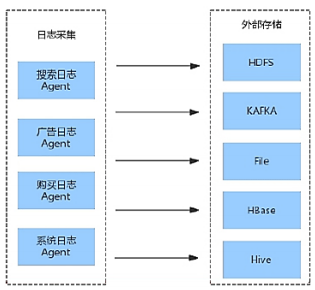 日志采集
搜索日志
Agent
广告日志
Agent
购买日志
Agent
系统日志
Agent
外部存储
HDFS
KAFKA
File
HBase
Hive